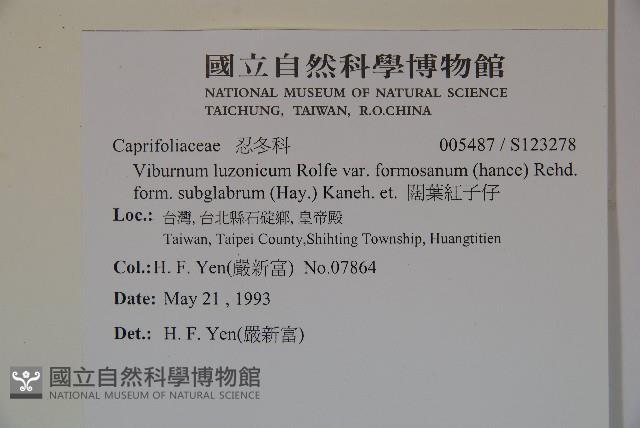 國立自然科學博物館
NATIONAL MUSEUM OF NATURAL SCIENCE
TAICHUNG, TAIWAN, R.O.CHINA
Caprifoliaceae 忍冬科 005487 / S123278
Viburnum luzonicum Rolfe var. formosanum (hance) Rehd.
form. subglabrum (Hay.) Kaneh. et. 闊葉紅子仔
Loc.: 台灣, 台北縣石碇鄉, 皇帝殿
Taiwan, Taipei County,Shihting Township, Huangtitien
Col.:H. F. Yen(嚴新富) No.07864
Date: May 21 , 1993
Det.: H. F. Yen(嚴新富)
國立自然科學博物館
NATIONAL MUSEUM OF NATURAL SCIENCE